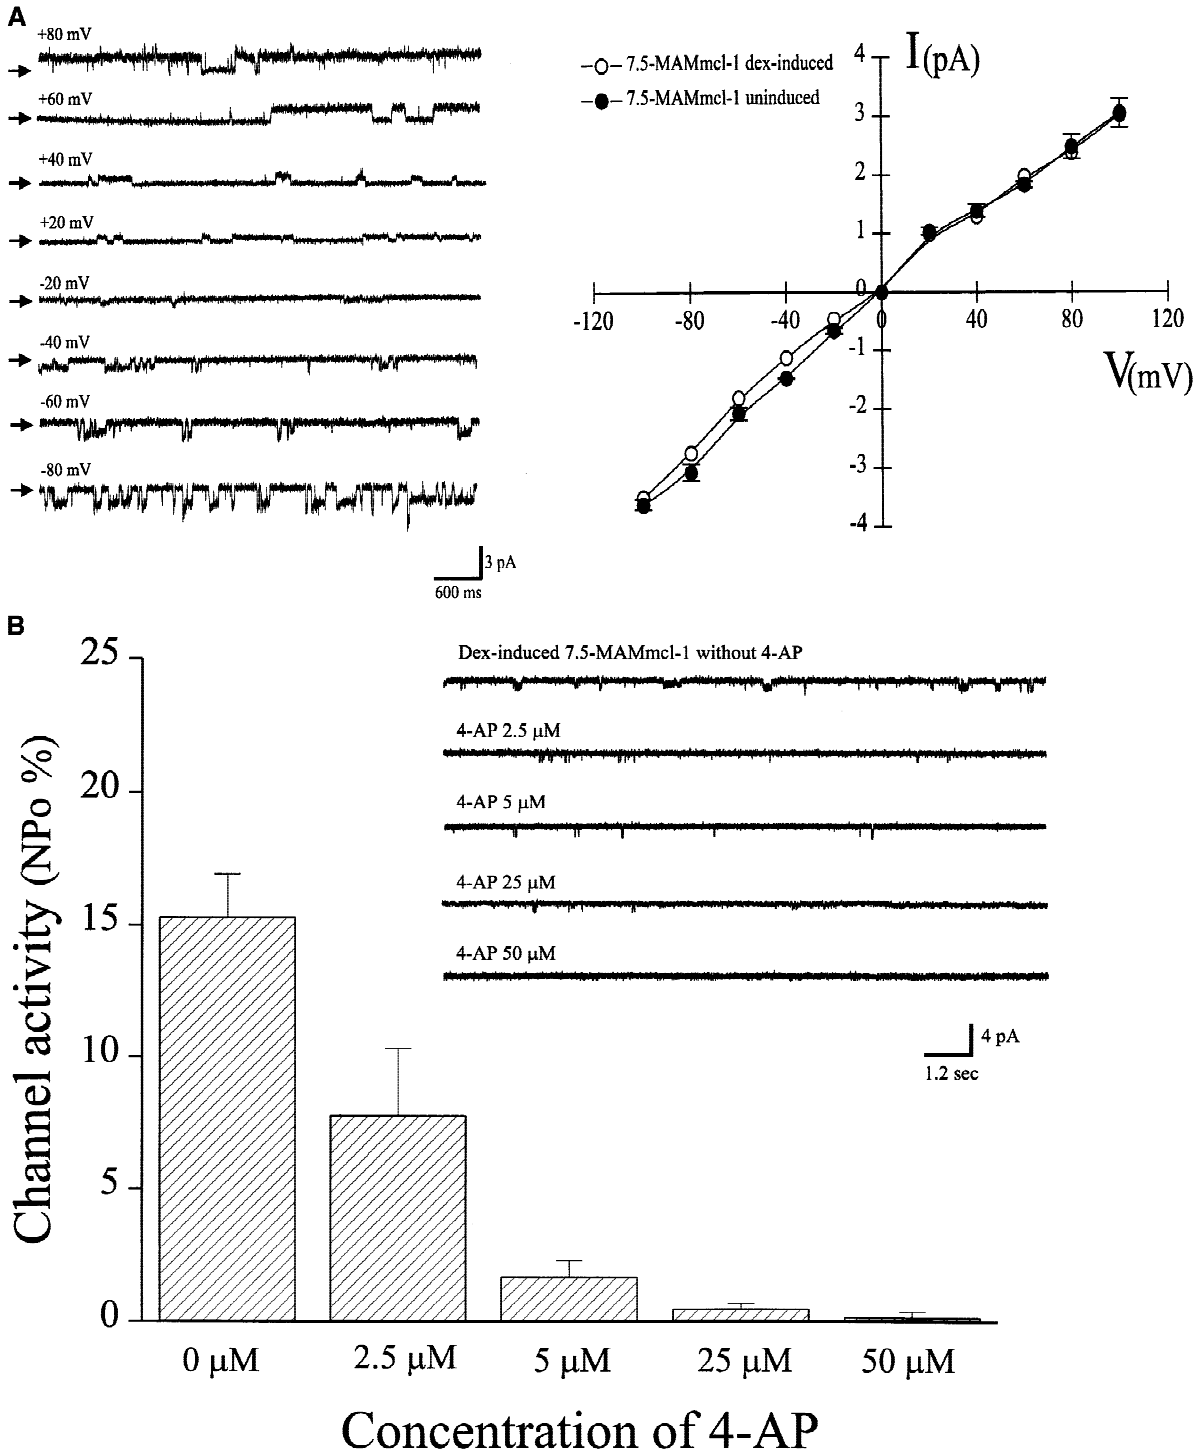 A
+80 mV
+60 mV
+40 mV
+20 mV
-20 mV
-40 mV
-60 mV
-80 mV
3 pA
600 ms
7.5-MAMmcl-1 dex-induced
7.5-MAMmcl-1 uninduced
I(pA)
4
3
2
1
0
-1
-2
-3
-4
-120
-80
-40
0
40
80
120
V(mV)
B
25
20
15
10
5
0
Channel activity (NPo %)
Dex-induced 7.5-MAMmcl-1 without 4-AP
4-AP 2.5 μM
4-AP 5 μM
4-AP 25 μM
4-AP 50 μM
4 pA
1.2 sec
0 μM
2.5 μM
5 μM
25 μM
50 μM
Concentration of 4-AP